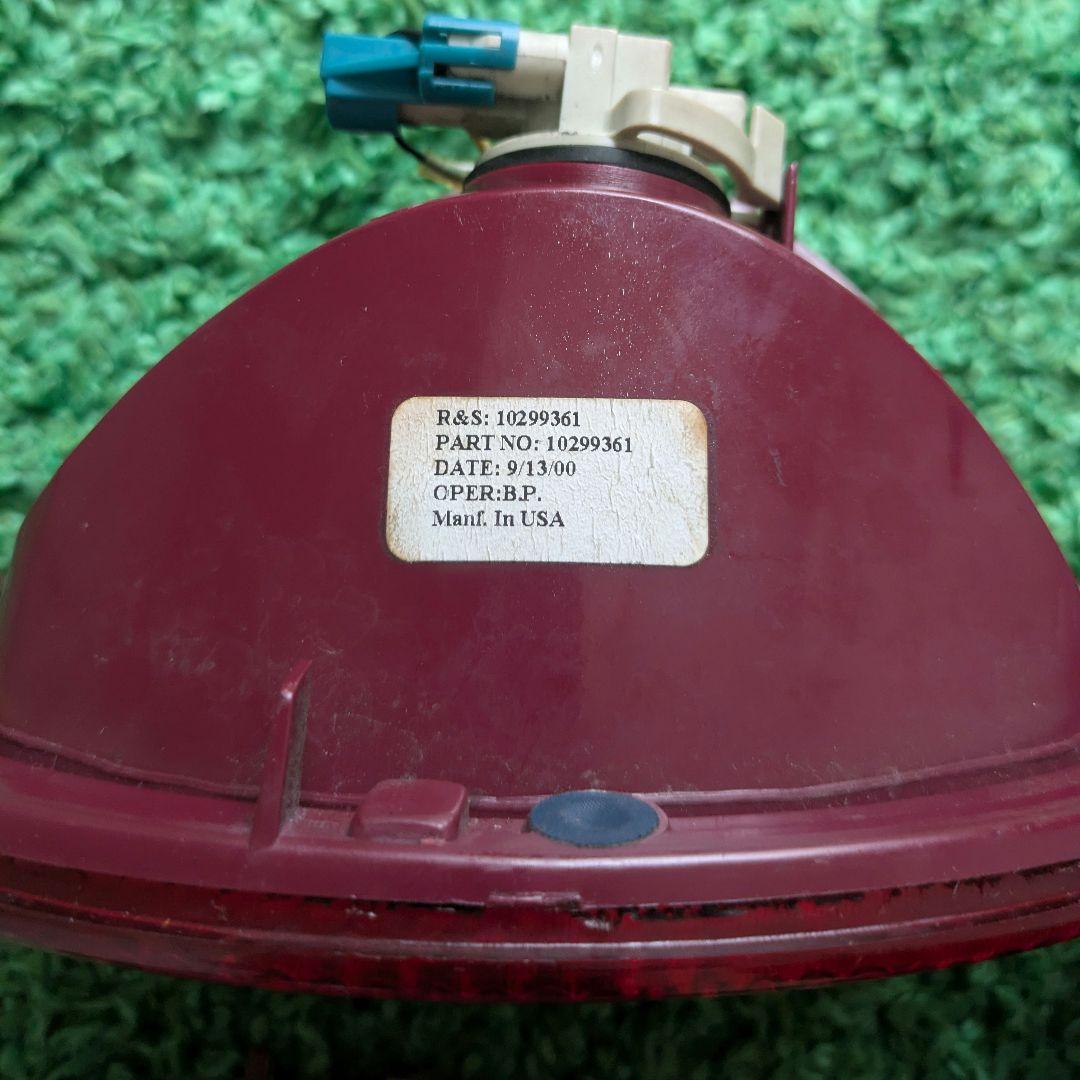 R&S: 10299361
PART NO: 10299361
DATE: 9/13/00
OPER:B.P.
Manf. In USA